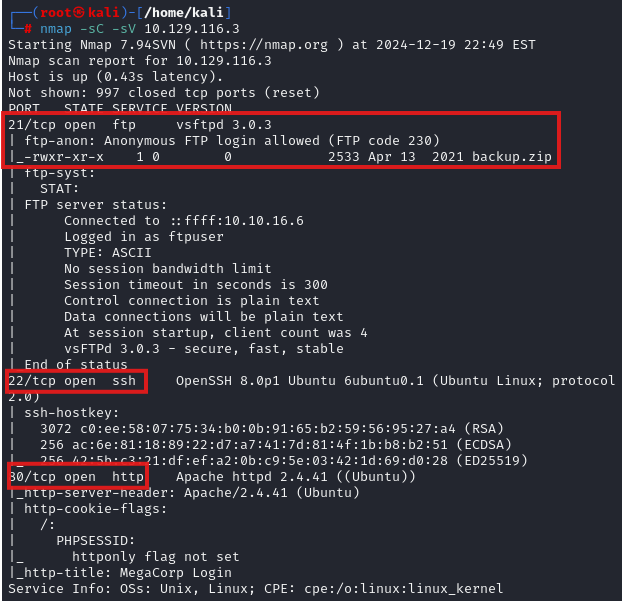 ┌──(root㉿kali)-[/home/kali]
└─# nmap -sC -sV 10.129.116.3
Starting Nmap 7.94SVN ( https://nmap.org ) at 2024-12-19 22:49 EST
Nmap scan report for 10.129.116.3
Host is up (0.43s latency).
Not shown: 997 closed tcp ports (reset)
PORT   STATE SERVICE VERSION
21/tcp open  ftp     vsftpd 3.0.3
| ftp-anon: Anonymous FTP login allowed (FTP code 230)
|_-rwxr-xr-x    1 0        0            2533 Apr 13  2021 backup.zip
| ftp-syst:
|   STAT:
| FTP server status:
|      Connected to ::ffff:10.10.16.6
|      Logged in as ftpuser
|      TYPE: ASCII
|      No session bandwidth limit
|      Session timeout in seconds is 300
|      Control connection is plain text
|      Data connections will be plain text
|      At session startup, client count was 4
|      vsFTPd 3.0.3 - secure, fast, stable
|_End of status
22/tcp open  ssh     OpenSSH 8.0p1 Ubuntu 6ubuntu0.1 (Ubuntu Linux; protocol
2.0)
| ssh-hostkey:
|   3072 c0:ee:58:07:75:34:b0:0b:91:65:b2:59:56:95:27:a4 (RSA)
|   256 ac:6e:81:18:89:22:d7:a7:41:7d:81:4f:1b:b8:b2:51 (ECDSA)
|_  256 42:5b:c3:21:df:ef:a2:0b:c9:5e:03:42:1d:69:d0:28 (ED25519)
80/tcp open  http    Apache httpd 2.4.41 ((Ubuntu))
|_http-server-header: Apache/2.4.41 (Ubuntu)
| http-cookie-flags:
|   /:
|     PHPSESSID:
|_      httponly flag not set
|_http-title: MegaCorp Login
Service Info: OSs: Unix, Linux; CPE: cpe:/o:linux:linux_kernel